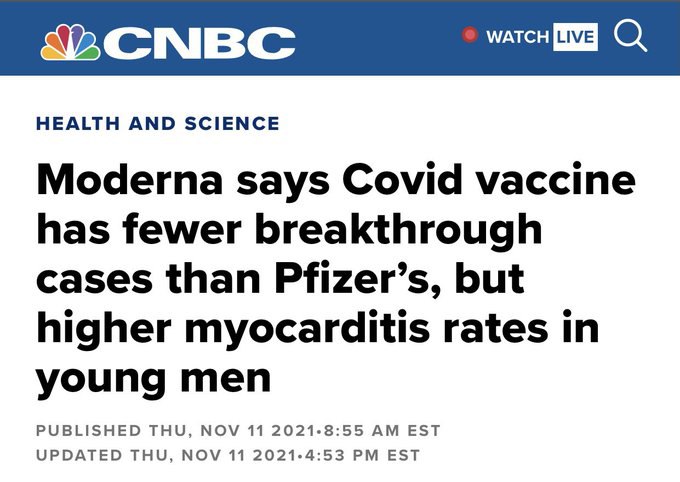 CNBC
WATCH LIVE
HEALTH AND SCIENCE
Moderna says Covid vaccine
has fewer breakthrough
cases than Pfizer’s, but
higher myocarditis rates in
young men
PUBLISHED THU, NOV 11 2021•8:55 AM EST
UPDATED THU, NOV 11 2021•4:53 PM EST